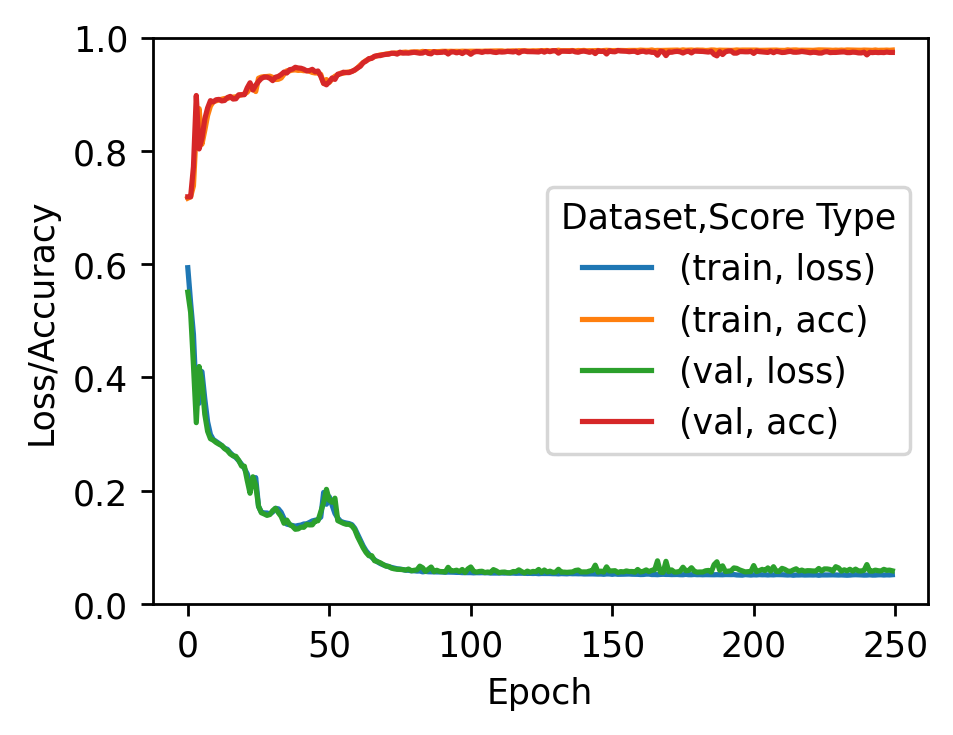 1.0
0.8
0.6
0.4
0.2
0.0
Loss/Accuracy
Dataset,Score Type
(train, loss)
(train, acc)
(val, loss)
(val, acc)
0 50 100 150 200 250
Epoch